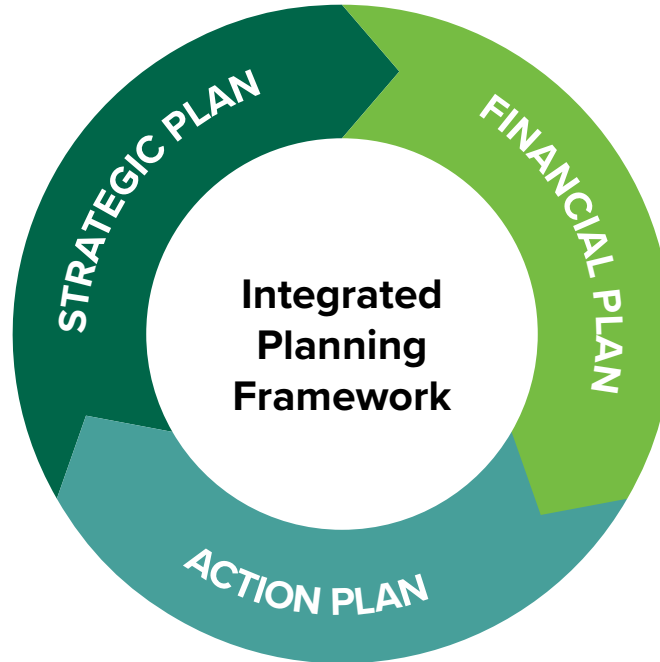 STRATEGIC PLAN
FINANCIAL PLAN
Integrated
Planning
Framework
ACTION PLAN